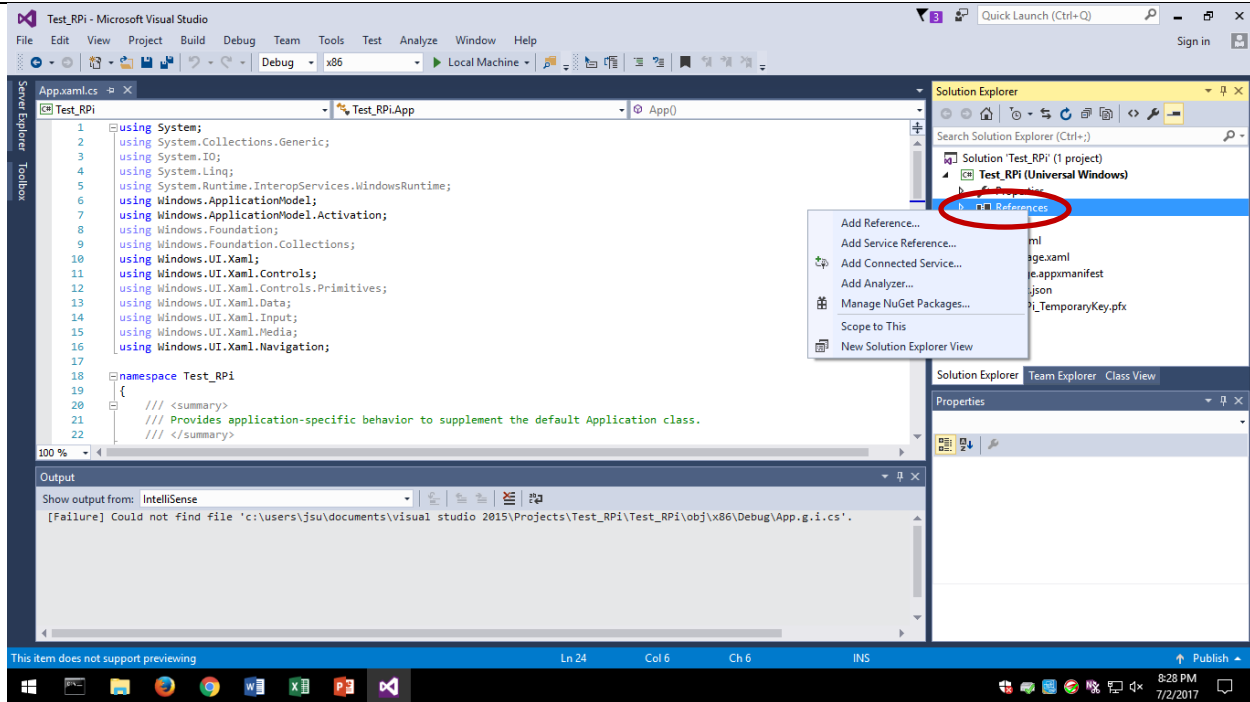 Test_RPi - Microsoft Visual Studio
3
Quick Launch (Ctrl+Q)
File Edit View Project Build Debug Team Tools Test Analyze Window Help
Sign in
Debug x86 Local Machine
Server Explorer
Toolbox
App.xaml.cs
Test_RPi Test_RPi.App App()
1 using System;
2 using System.Collections.Generic;
3 using System.IO;
4 using System.Linq;
5 using System.Runtime.InteropServices.WindowsRuntime;
6 using Windows.ApplicationModel;
7 using Windows.ApplicationModel.Activation;
8 using Windows.Foundation;
9 using Windows.Foundation.Collections;
10 using Windows.UI.Xaml;
11 using Windows.UI.Xaml.Controls;
12 using Windows.UI.Xaml.Controls.Primitives;
13 using Windows.UI.Xaml.Data;
14 using Windows.UI.Xaml.Input;
15 using Windows.UI.Xaml.Media;
16 using Windows.UI.Xaml.Navigation;
17
18 namespace Test_RPi
19 {
20 /// <summary>
21 /// Provides application-specific behavior to supplement the default Application class.
22 /// </summary>
100 %
Solution Explorer
Search Solution Explorer (Ctrl+;)
Solution 'Test_RPi' (1 project)
Test_RPi (Universal Windows)
Properties
References
ml
age.xaml
e.appxmanifest
.json
Pi_TemporaryKey.pfx
Add Reference...
Add Service Reference...
Add Connected Service...
Add Analyzer...
Manage NuGet Packages...
Scope to This
New Solution Explorer View
Solution Explorer Team Explorer Class View
Properties
Output
Show output from: IntelliSense
[Failure] Could not find file 'c:\users\jsu\documents\visual studio 2015\Projects\Test_RPi\Test_RPi\obj\x86\Debug\App.g.i.cs'.
This item does not support previewing Ln 24 Col 6 Ch 6 INS Publish
8:28 PM
7/2/2017